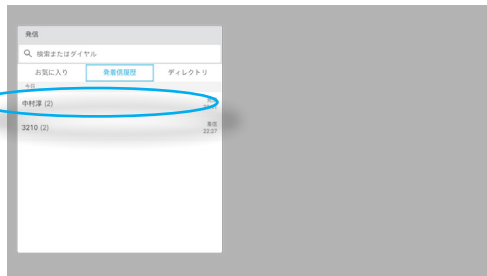 発信
検索またはダイヤル
お気に入り 発着信履歴 ディレクトリ
今日
中村淳 (2)
3210 (2) 着信
22:27